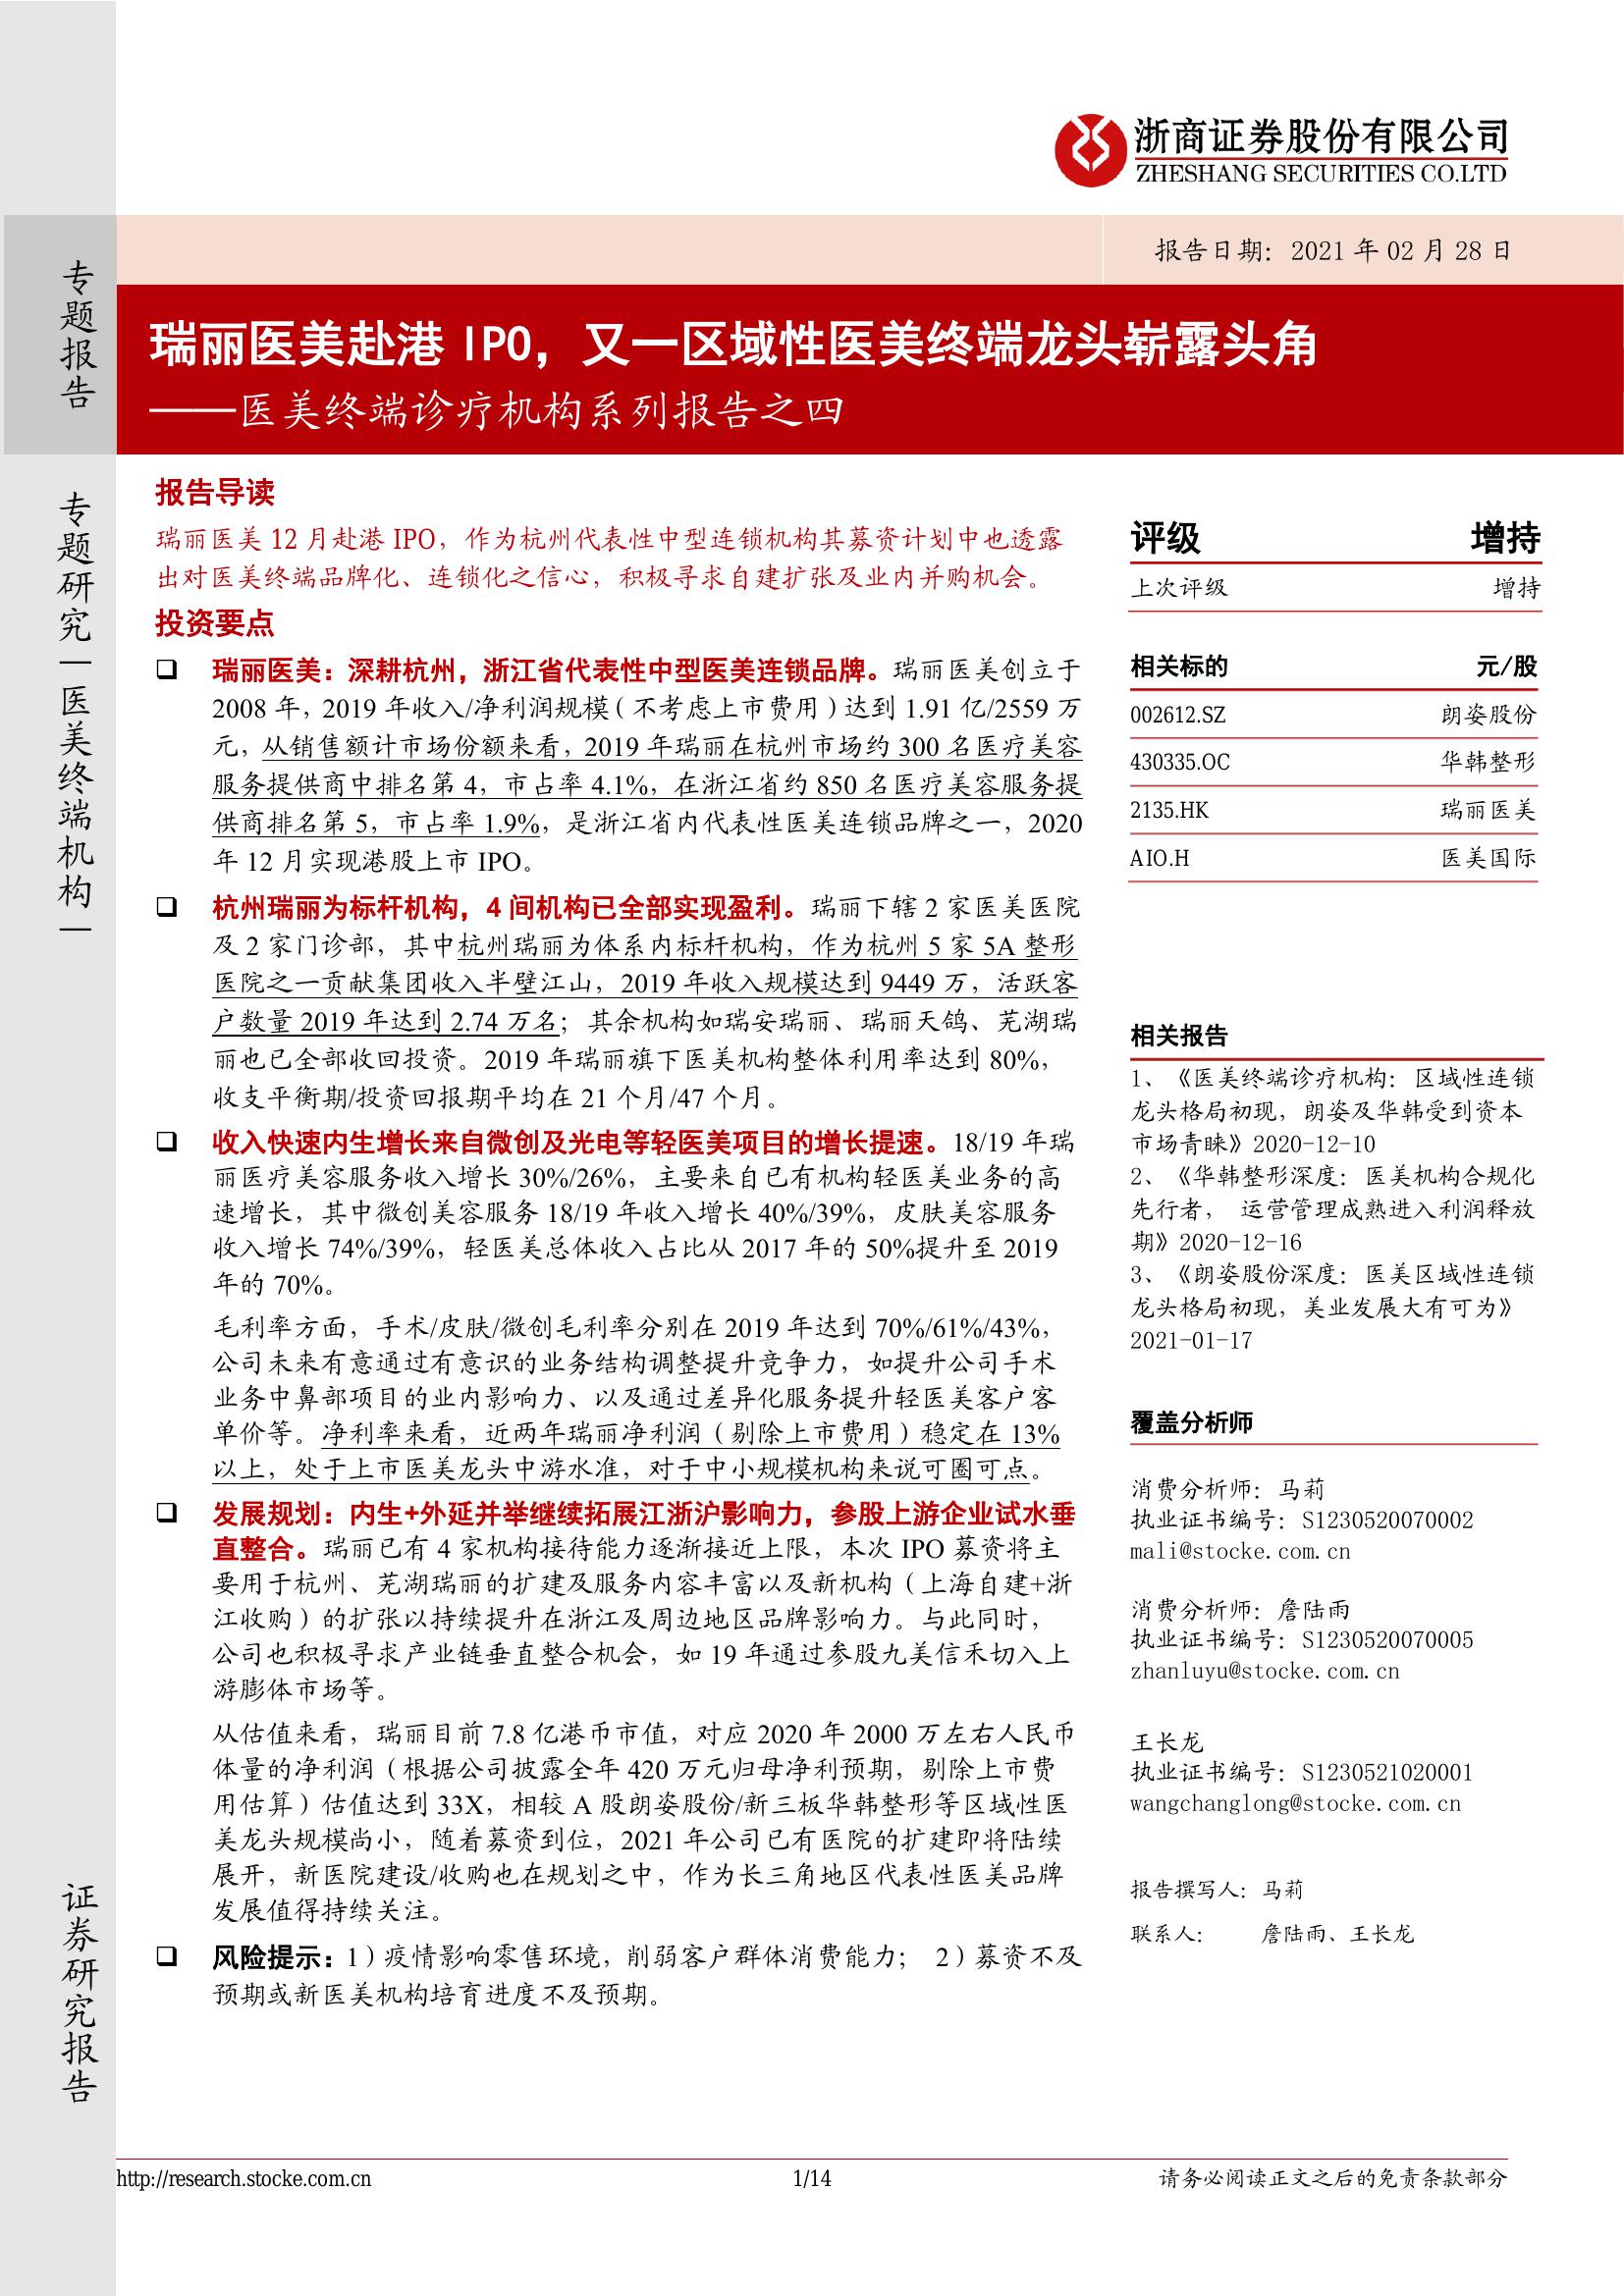 浙商证券股份有限公司
ZHESHANG SECURITIES CO.LTD
专题报告
专题研究|医美终端机构|
证券研究报告
报告日期：2021 年 02 月 28 日
瑞丽医美赴港 IPO，又一区域性医美终端龙头崭露头角
——医美终端诊疗机构系列报告之四
报告导读
瑞丽医美 12 月赴港 IPO，作为杭州代表性中型连锁机构其募资计划中也透露
出对医美终端品牌化、连锁化之信心，积极寻求自建扩张及业内并购机会。
投资要点
❑ 瑞丽医美：深耕杭州，浙江省代表性中型医美连锁品牌。瑞丽医美创立于
2008 年，2019 年收入/净利润规模（不考虑上市费用）达到 1.91 亿/2559 万
元，从销售额计市场份额来看，2019 年瑞丽在杭州市场约 300 名医疗美容
服务提供商中排名第 4，市占率 4.1%，在浙江省约 850 名医疗美容服务提
供商排名第 5，市占率 1.9%，是浙江省内代表性医美连锁品牌之一，2020
年 12 月实现港股上市 IPO。
❑ 杭州瑞丽为标杆机构，4 间机构已全部实现盈利。瑞丽下辖 2 家医美医院
及 2 家门诊部，其中杭州瑞丽为体系内标杆机构，作为杭州 5 家 5A 整形
医院之一贡献集团收入半壁江山，2019 年收入规模达到 9449 万，活跃客
户数量 2019 年达到 2.74 万名；其余机构如瑞安瑞丽、瑞丽天鸽、芜湖瑞
丽也已全部收回投资。2019 年瑞丽旗下医美机构整体利用率达到 80%，
收支平衡期/投资回报期平均在 21 个月/47 个月。
❑ 收入快速内生增长来自微创及光电等轻医美项目的增长提速。18/19 年瑞
丽医疗美容服务收入增长 30%/26%，主要来自已有机构轻医美业务的高
速增长，其中微创美容服务 18/19 年收入增长 40%/39%，皮肤美容服务
收入增长 74%/39%，轻医美总体收入占比从 2017 年的 50%提升至 2019
年的 70%。
毛利率方面，手术/皮肤/微创毛利率分别在 2019 年达到 70%/61%/43%，
公司未来有意通过有意识的业务结构调整提升竞争力，如提升公司手术
业务中鼻部项目的业内影响力、以及通过差异化服务提升轻医美客户客
单价等。净利率来看，近两年瑞丽净利润（剔除上市费用）稳定在 13%
以上，处于上市医美龙头中游水准，对于中小规模机构来说可圈可点。
❑ 发展规划：内生+外延并举继续拓展江浙沪影响力，参股上游企业试水垂
直整合。瑞丽已有 4 家机构接待能力逐渐接近上限，本次 IPO 募资将主
要用于杭州、芜湖瑞丽的扩建及服务内容丰富以及新机构（上海自建+浙
江收购）的扩张以持续提升在浙江及周边地区品牌影响力。与此同时，
公司也积极寻求产业链垂直整合机会，如 19 年通过参股九美信禾切入上
游膨体市场等。
从估值来看，瑞丽目前 7.8 亿港币市值，对应 2020 年 2000 万左右人民币
体量的净利润（根据公司披露全年 420 万元归母净利预期，剔除上市费
用估算）估值达到 33X，相较 A 股朗姿股份/新三板华韩整形等区域性医
美龙头规模尚小，随着募资到位，2021 年公司已有医院的扩建即将陆续
展开，新医院建设/收购也在规划之中，作为长三角地区代表性医美品牌
发展值得持续关注。
❑ 风险提示：1）疫情影响零售环境，削弱客户群体消费能力； 2）募资不及
预期或新医美机构培育进度不及预期。
评级 增持
上次评级 增持
相关标的 元/股
002612.SZ 朗姿股份
430335.OC 华韩整形
2135.HK 瑞丽医美
AIO.H 医美国际
相关报告
1、《医美终端诊疗机构：区域性连锁
龙头格局初现，朗姿及华韩受到资本
市场青睐》2020-12-10
2、《华韩整形深度：医美机构合规化
先行者， 运营管理成熟进入利润释放
期》2020-12-16
3、《朗姿股份深度：医美区域性连锁
龙头格局初现，美业发展大有可为》
2021-01-17
覆盖分析师
消费分析师：马莉
执业证书编号：S1230520070002
mali@stocke.com.cn
消费分析师：詹陆雨
执业证书编号：S1230520070005
zhanluyu@stocke.com.cn
王长龙
执业证书编号：S1230521020001
wangchanglong@stocke.com.cn
报告撰写人：马莉
联系人： 詹陆雨、王长龙
http://research.stocke.com.cn 1/14 请务必阅读正文之后的免责条款部分